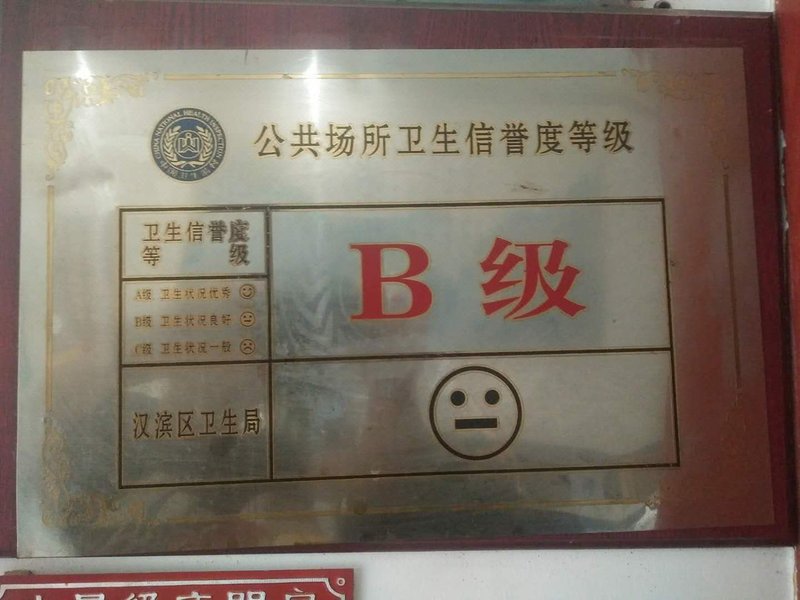 公共场所卫生信誉度等级
卫生信誉度
等级
B级
A级 卫生状况优秀
B级 卫生状况良好
C级 卫生状况一般
汉滨区卫生局